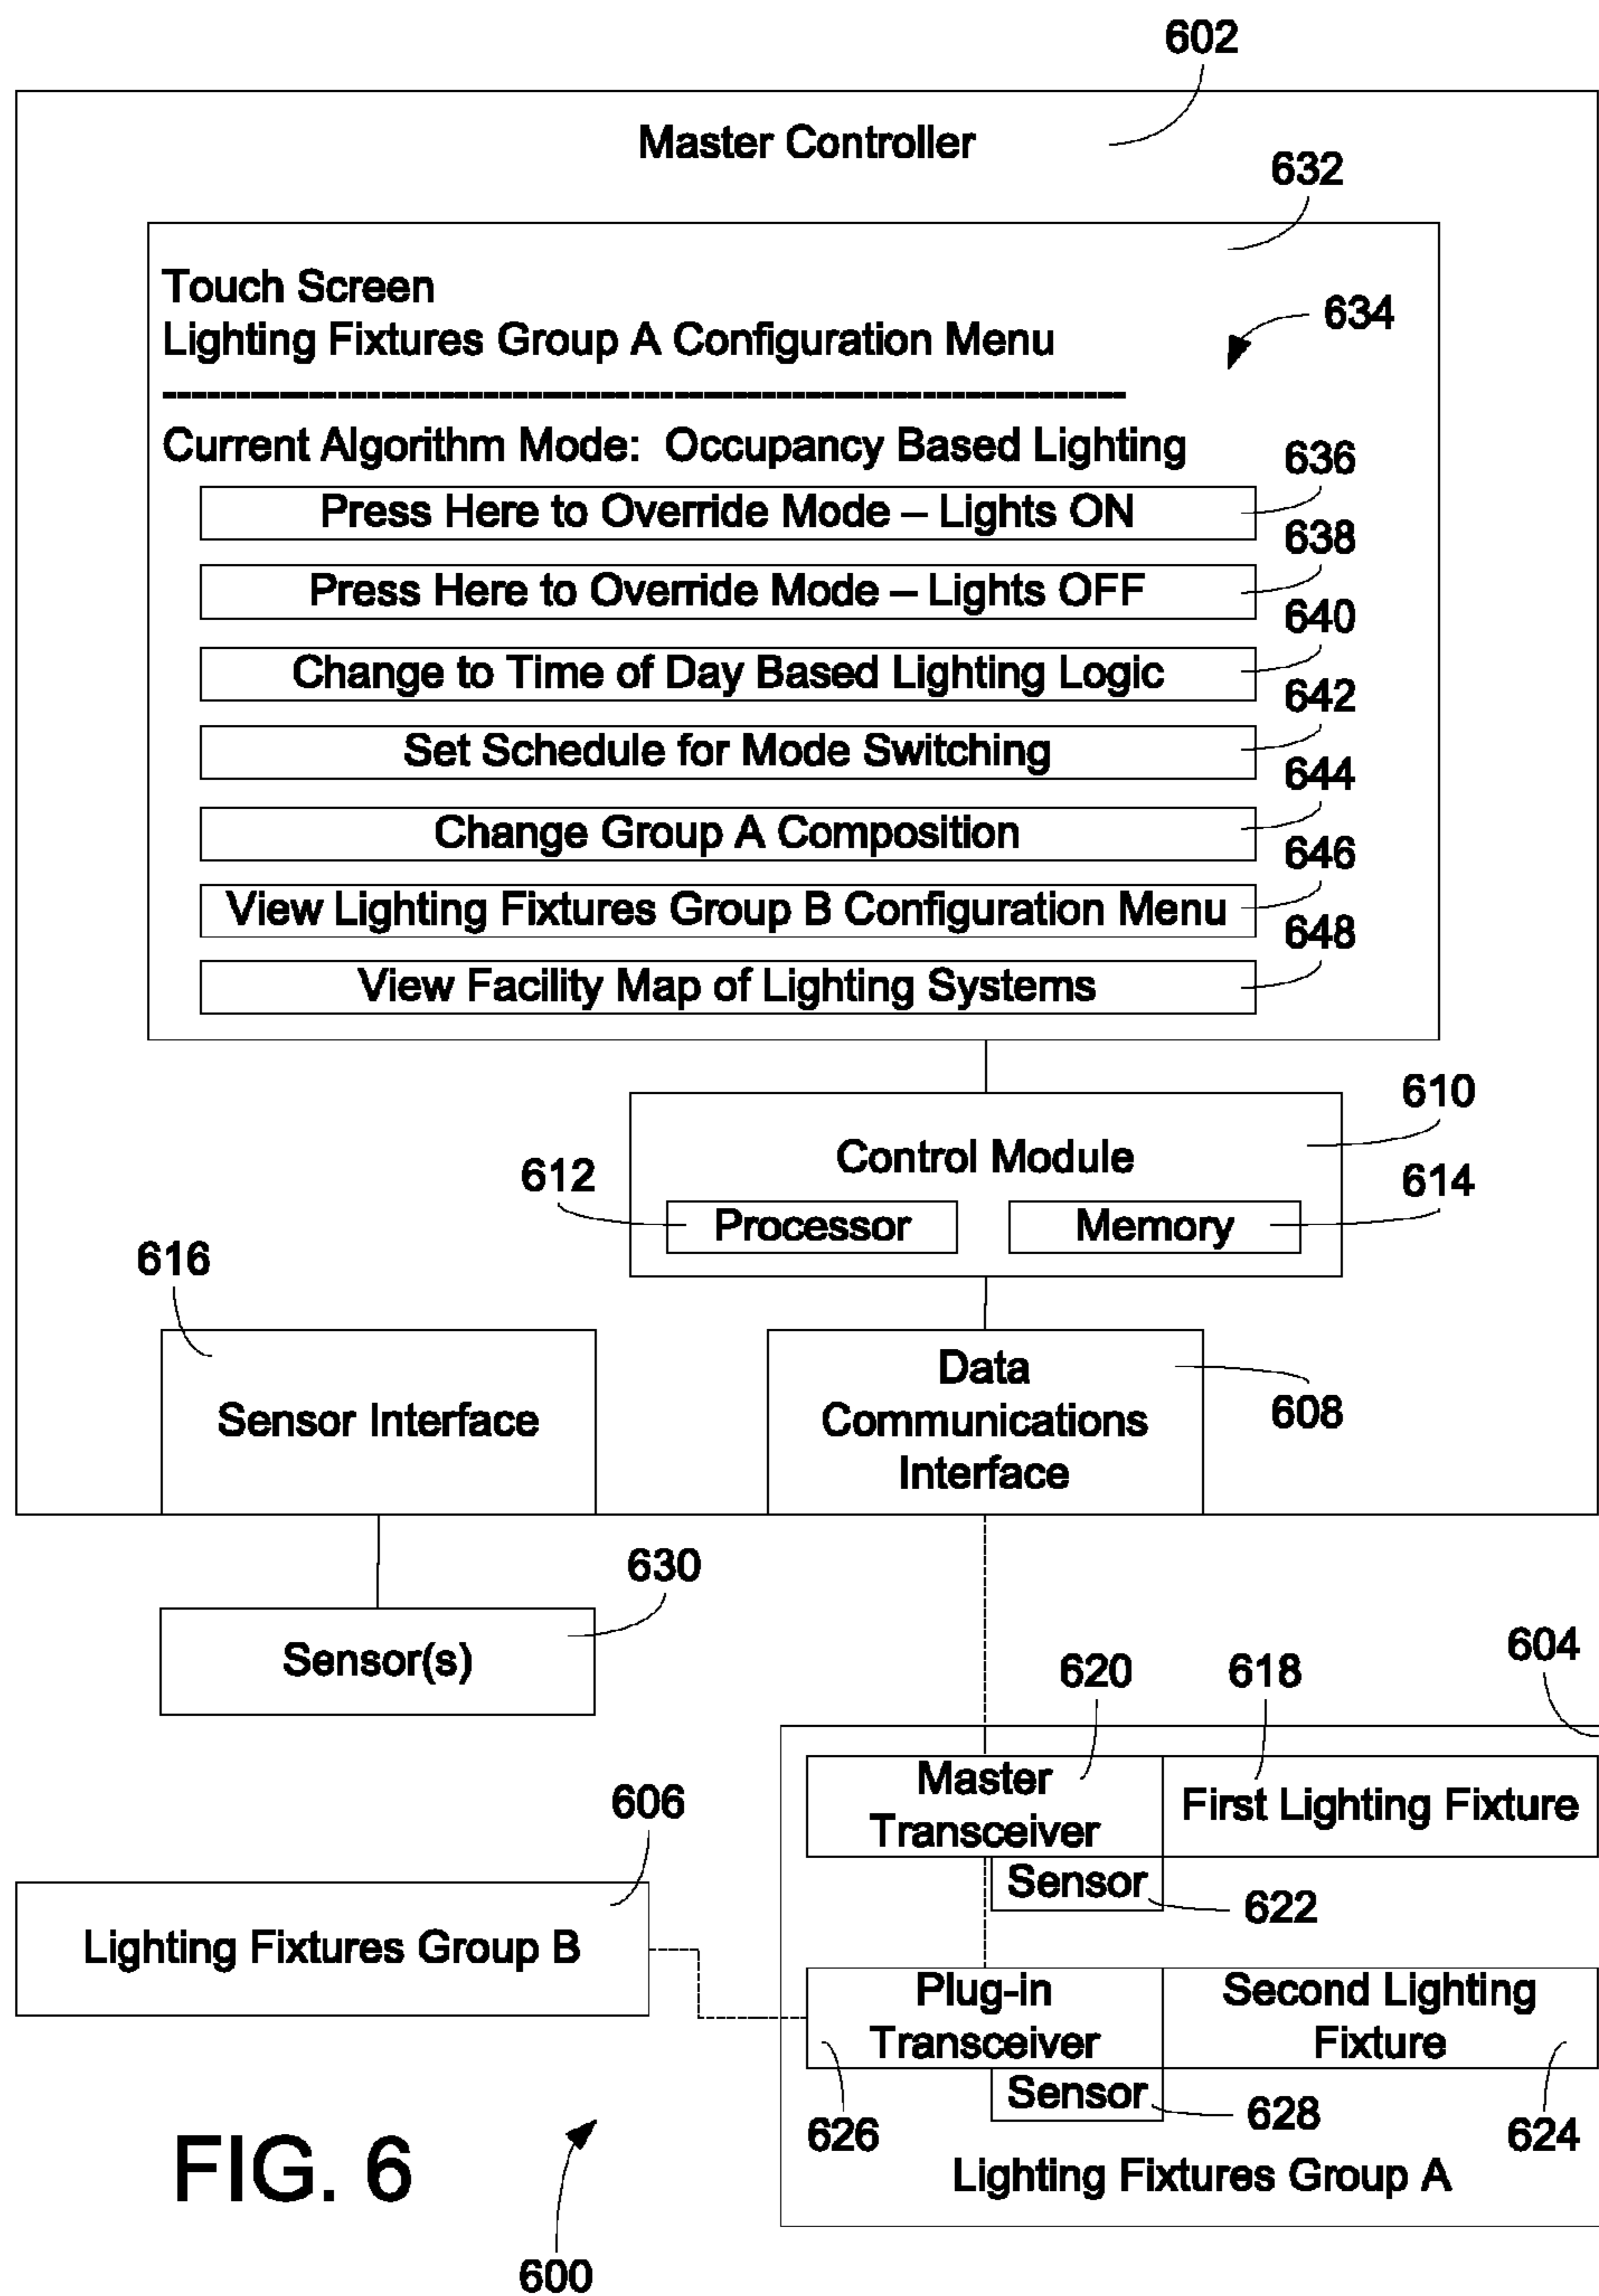 602
Master Controller
632
Touch Screen
634
Lighting Fixtures Group A Configuration Menu
-----------------------------------------------------------------
Current Algorithm Mode: Occupancy Based Lighting
636
Press Here to Override Mode – Lights ON
638
Press Here to Override Mode – Lights OFF
640
Change to Time of Day Based Lighting Logic
642
Set Schedule for Mode Switching
644
Change Group A Composition
646
View Lighting Fixtures Group B Configuration Menu
648
View Facility Map of Lighting Systems
610
Control Module
612
614
Processor
Memory
616
Sensor Interface
Data
Communications
Interface
608
630
Sensor(s)
604
620
618
Master
Transceiver
First Lighting Fixture
606
Sensor
622
Lighting Fixtures Group B
Plug-in
Transceiver
Second Lighting
Fixture
Sensor
628
626
624
Lighting Fixtures Group A
FIG. 6
600